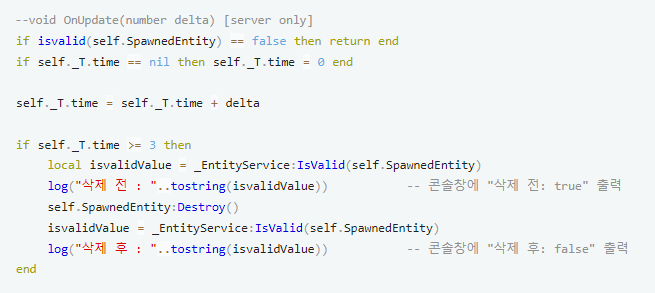 --void OnUpdate(number delta) [server only]
if isvalid(self.SpawnedEntity) == false then return end
if self._T.time == nil then self._T.time = 0 end

self._T.time = self._T.time + delta

if self._T.time >= 3 then
    local isvalidValue = _EntityService:IsValid(self.SpawnedEntity)
    log("삭제 전 : "..tostring(isvalidValue))          -- 콘솔창에 "삭제 전: true" 출력
    self.SpawnedEntity:Destroy()
    isvalidValue = _EntityService:IsValid(self.SpawnedEntity)
    log("삭제 후 : "..tostring(isvalidValue))          -- 콘솔창에 "삭제 후: false" 출력
end